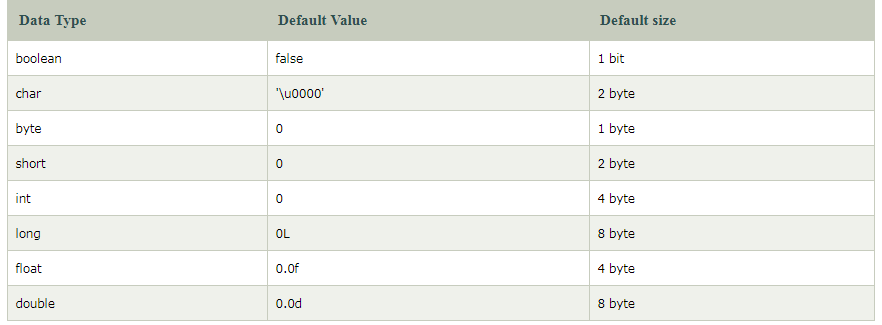 Data Type Default Value Default size
boolean false 1 bit
char '\u0000' 2 byte
byte 0 1 byte
short 0 2 byte
int 0 4 byte
long 0L 8 byte
float 0.0f 4 byte
double 0.0d 8 byte